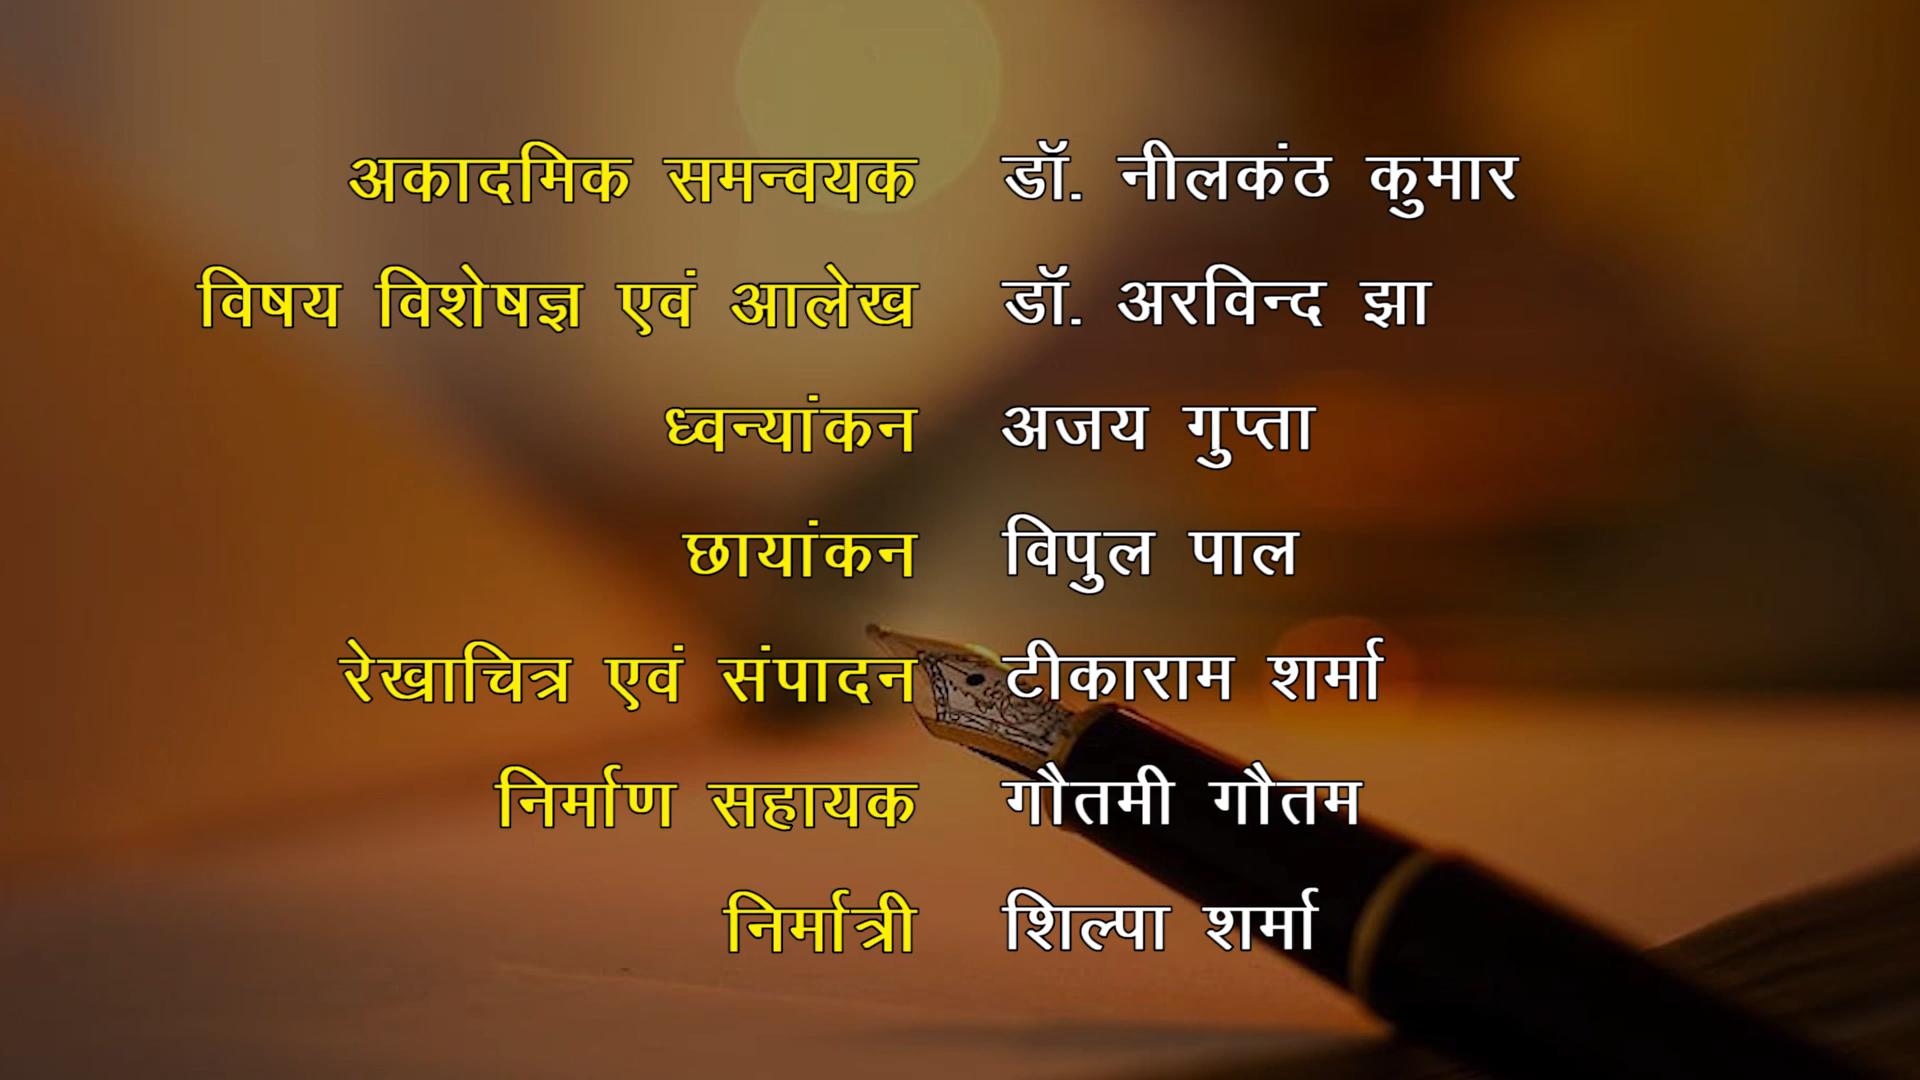 अकादमिक समन्वयक डॉ. नीलकंठ कुमार
विषय विशेषज्ञ एवं आलेख डॉ. अरविन्द झा
ध्वन्यांकन अजय गुप्ता
छायांकन विपुल पाल
रेखाचित्र एवं संपादन टीकाराम शर्मा
निर्माण सहायक गौतमी गौतम
निर्मात्री शिल्पा शर्मा